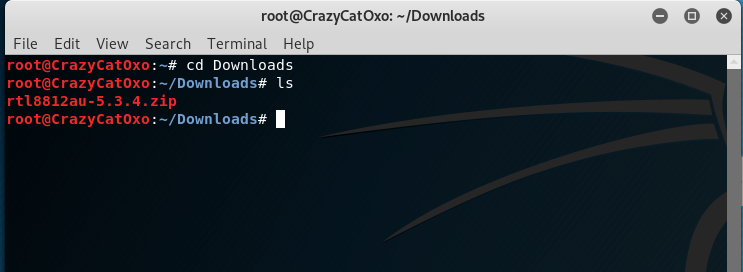 root@CrazyCatOxo: ~/Downloads
File Edit View Search Terminal Help
root@CrazyCatOxo:~# cd Downloads
root@CrazyCatOxo:~/Downloads# ls
rtl8812au-5.3.4.zip
root@CrazyCatOxo:~/Downloads#